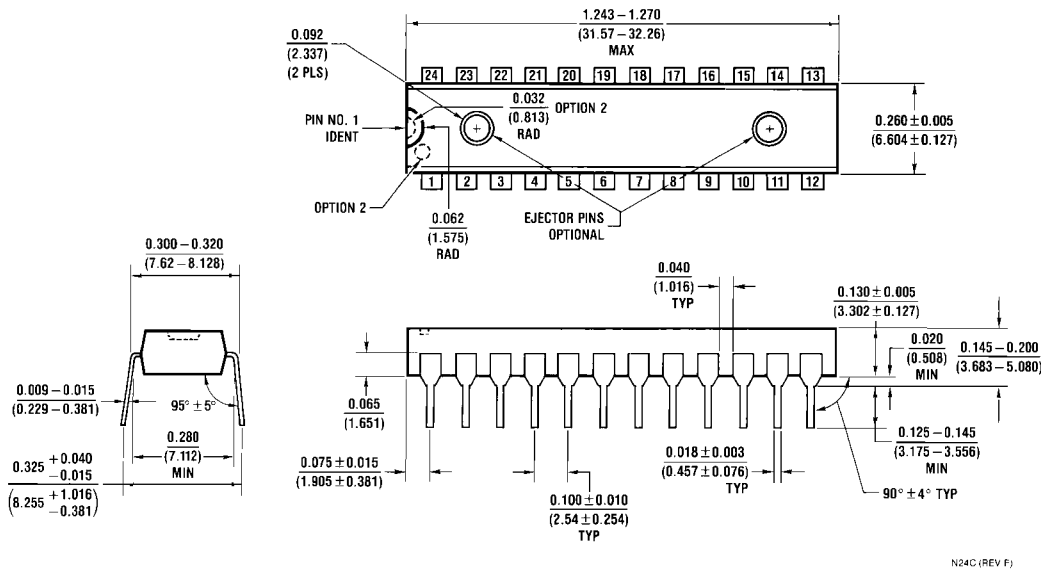 1.243 – 1.270
(31.57 – 32.26)
MAX
0.092
(2.337)
(2 PLS)
24 23 22 21 20 19 18 17 16 15 14 13
0.032
(0.813)
RAD
OPTION 2
PIN NO. 1
IDENT
0.260 ± 0.005
(6.604 ± 0.127)
1 2 3 4 5 6 7 8 9 10 11 12
OPTION 2
0.062
(1.575)
RAD
EJECTOR PINS
OPTIONAL
0.300 – 0.320
(7.62 – 8.128)
0.040
(1.016)
TYP
0.130 ± 0.005
(3.302 ± 0.127)
0.020
(0.508)
MIN
0.145 – 0.200
(3.683 – 5.080)
0.009 – 0.015
(0.229 – 0.381)
95° ± 5°
0.065
(1.651)
0.280
(7.112)
MIN
0.325 +0.040
–0.015
(8.255 +1.016
–0.381)
0.075 ± 0.015
(1.905 ± 0.381)
0.100 ± 0.010
(2.54 ± 0.254)
TYP
0.018 ± 0.003
(0.457 ± 0.076)
TYP
0.125 – 0.145
(3.175 – 3.556)
MIN
90° ± 4° TYP
N24C (REV F)